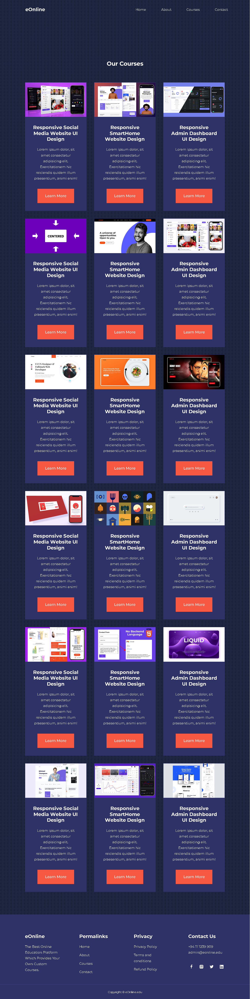 eOnline
Home About Courses Contact
Our Courses
Responsive Social
Media Website UI
Design
Lorem ipsum dolor, sit
amet consectetur
adipisicing elit.
Exercitationem hic
reiciendis quidem illum
praesentium, animi enim!
Learn More
Michael
Thompson
Michael
Thompson
Responsive
SmartHome
Website Design
Lorem ipsum dolor, sit
amet consectetur
adipisicing elit.
Exercitationem hic
reiciendis quidem illum
praesentium, animi enim!
Learn More
Responsive
Admin Dashboard
UI Design
Lorem ipsum dolor, sit
amet consectetur
adipisicing elit.
Exercitationem hic
reiciendis quidem illum
praesentium, animi enim!
Learn More
CENTERED
Responsive Social
Media Website UI
Design
Lorem ipsum dolor, sit
amet consectetur
adipisicing elit.
Exercitationem hic
reiciendis quidem illum
praesentium, animi enim!
Learn More
A universe of
opportunities
Open to you.
Responsive
SmartHome
Website Design
Lorem ipsum dolor, sit
amet consectetur
adipisicing elit.
Exercitationem hic
reiciendis quidem illum
praesentium, animi enim!
Learn More
Responsive
Admin Dashboard
UI Design
Lorem ipsum dolor, sit
amet consectetur
adipisicing elit.
Exercitationem hic
reiciendis quidem illum
praesentium, animi enim!
Learn More
UI/UX Designer &
Fullstack Web
Developer
Responsive Social
Media Website UI
Design
Lorem ipsum dolor, sit
amet consectetur
adipisicing elit.
Exercitationem hic
reiciendis quidem illum
praesentium, animi enim!
Learn More
Your Favourite Food
Delivered Hot & Fresh
Responsive
SmartHome
Website Design
Lorem ipsum dolor, sit
amet consectetur
adipisicing elit.
Exercitationem hic
reiciendis quidem illum
praesentium, animi enim!
Learn More
MONEY HEIST
MONEY HEIST
Responsive
Admin Dashboard
UI Design
Lorem ipsum dolor, sit
amet consectetur
adipisicing elit.
Exercitationem hic
reiciendis quidem illum
praesentium, animi enim!
Learn More
Responsive Social
Media Website UI
Design
Lorem ipsum dolor, sit
amet consectetur
adipisicing elit.
Exercitationem hic
reiciendis quidem illum
praesentium, animi enim!
Learn More
Responsive
SmartHome
Website Design
Lorem ipsum dolor, sit
amet consectetur
adipisicing elit.
Exercitationem hic
reiciendis quidem illum
praesentium, animi enim!
Learn More
Responsive
Admin Dashboard
UI Design
Lorem ipsum dolor, sit
amet consectetur
adipisicing elit.
Exercitationem hic
reiciendis quidem illum
praesentium, animi enim!
Learn More
Foundation
Matte &
Poreless
Foundation
Matte &
Poreless
Responsive Social
Media Website UI
Design
Lorem ipsum dolor, sit
amet consectetur
adipisicing elit.
Exercitationem hic
reiciendis quidem illum
praesentium, animi enim!
Learn More
Contact Form
No Backend
Language
HTML
5
Gmail
Responsive
SmartHome
Website Design
Lorem ipsum dolor, sit
amet consectetur
adipisicing elit.
Exercitationem hic
reiciendis quidem illum
praesentium, animi enim!
Learn More
LIQUID
Responsive
Admin Dashboard
UI Design
Lorem ipsum dolor, sit
amet consectetur
adipisicing elit.
Exercitationem hic
reiciendis quidem illum
praesentium, animi enim!
Learn More
Thompson
7+
Responsive Social
Media Website UI
Design
Lorem ipsum dolor, sit
amet consectetur
adipisicing elit.
Exercitationem hic
reiciendis quidem illum
praesentium, animi enim!
Learn More
Responsive
SmartHome
Website Design
Lorem ipsum dolor, sit
amet consectetur
adipisicing elit.
Exercitationem hic
reiciendis quidem illum
praesentium, animi enim!
Learn More
Smart Home
Application
About us
Responsive
Admin Dashboard
UI Design
Lorem ipsum dolor, sit
amet consectetur
adipisicing elit.
Exercitationem hic
reiciendis quidem illum
praesentium, animi enim!
Learn More
eOnline
The Best Online
Education Platform
Which Provides Your
Own Custom
Courses.
Permalinks
Home
About
Courses
Contact
Privacy
Privacy Policy
Terms and
conditions
Refund Policy
Contact Us
+94 11 1239 909
admin@eonline.edu
Copyright © eOnline.edu